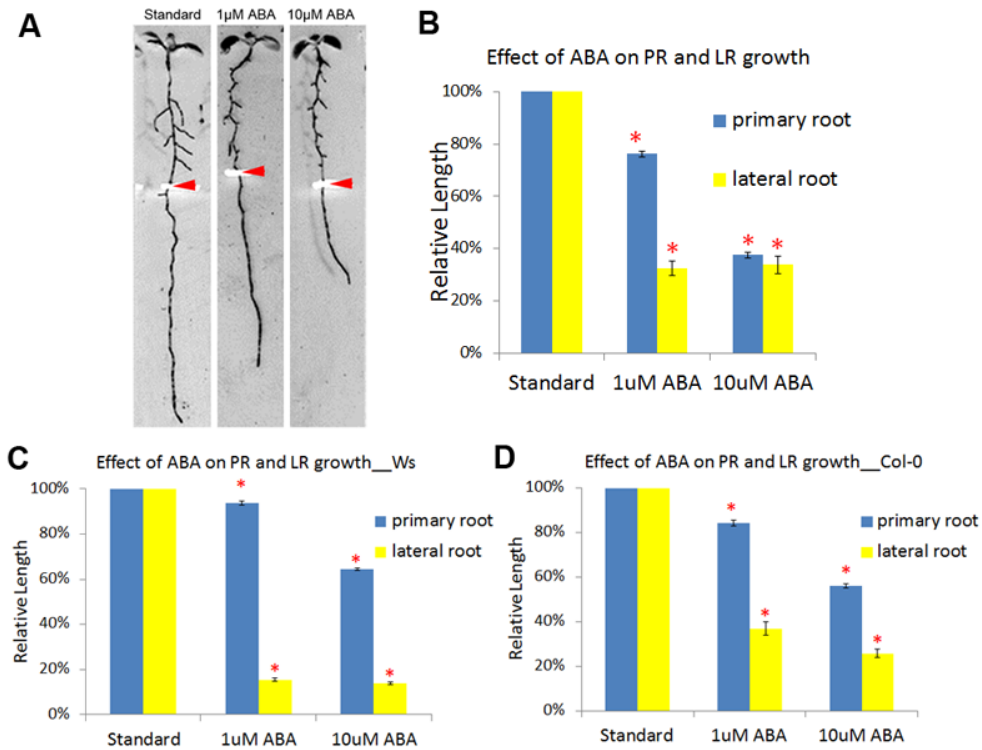 A
Standard 1µM ABA 10µM ABA
B
Effect of ABA on PR and LR growth
Relative Length
100%
80%
60%
40%
20%
0%
primary root
lateral root
*
*
*
*
Standard 1uM ABA 10uM ABA
C
Effect of ABA on PR and LR growth__Ws
Relative Length
100%
80%
60%
40%
20%
0%
primary root
lateral root
*
*
*
*
Standard 1uM ABA 10uM ABA
D
Effect of ABA on PR and LR growth__Col-0
Relative Length
100%
80%
60%
40%
20%
0%
primary root
lateral root
*
*
*
*
Standard 1uM ABA 10uM ABA